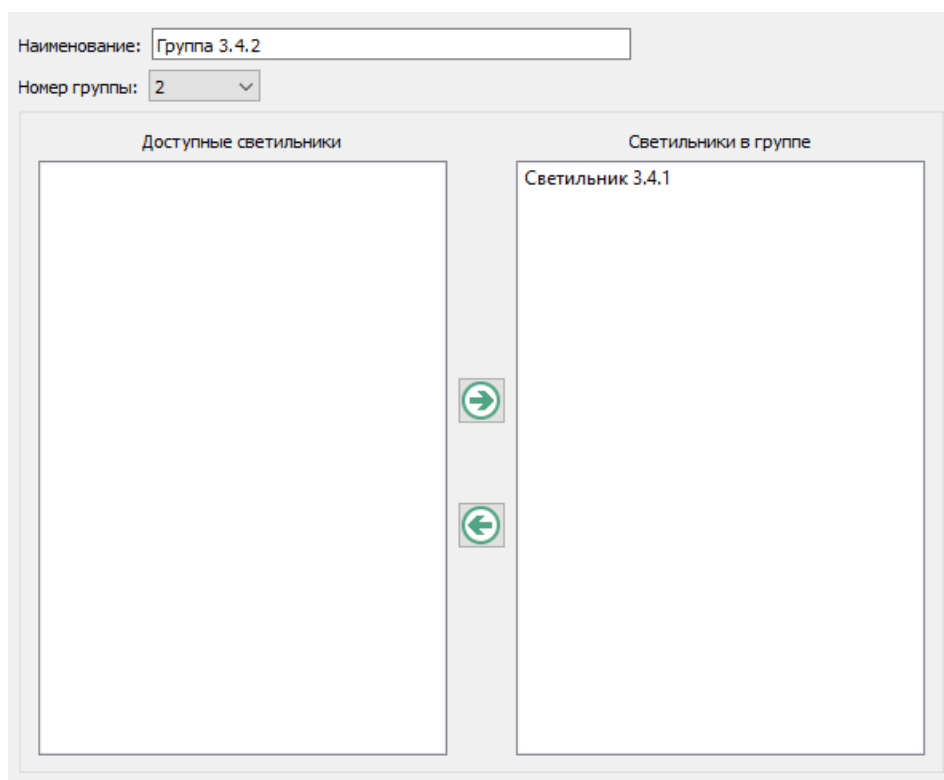 Наименование: Группа 3.4.2
Номер группы: 2
Доступные светильники Светильники в группе
Светильник 3.4.1